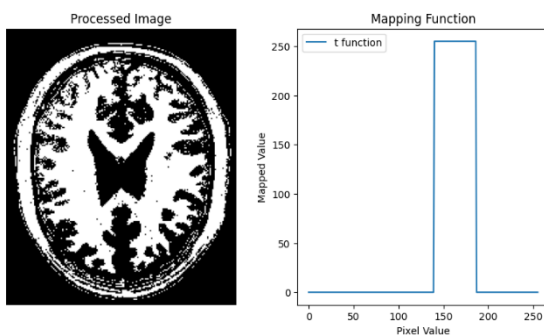 Processed Image
Mapping Function
t function
Mapped Value
250
200
150
100
50
0
0
50
100
150
200
250
Pixel Value